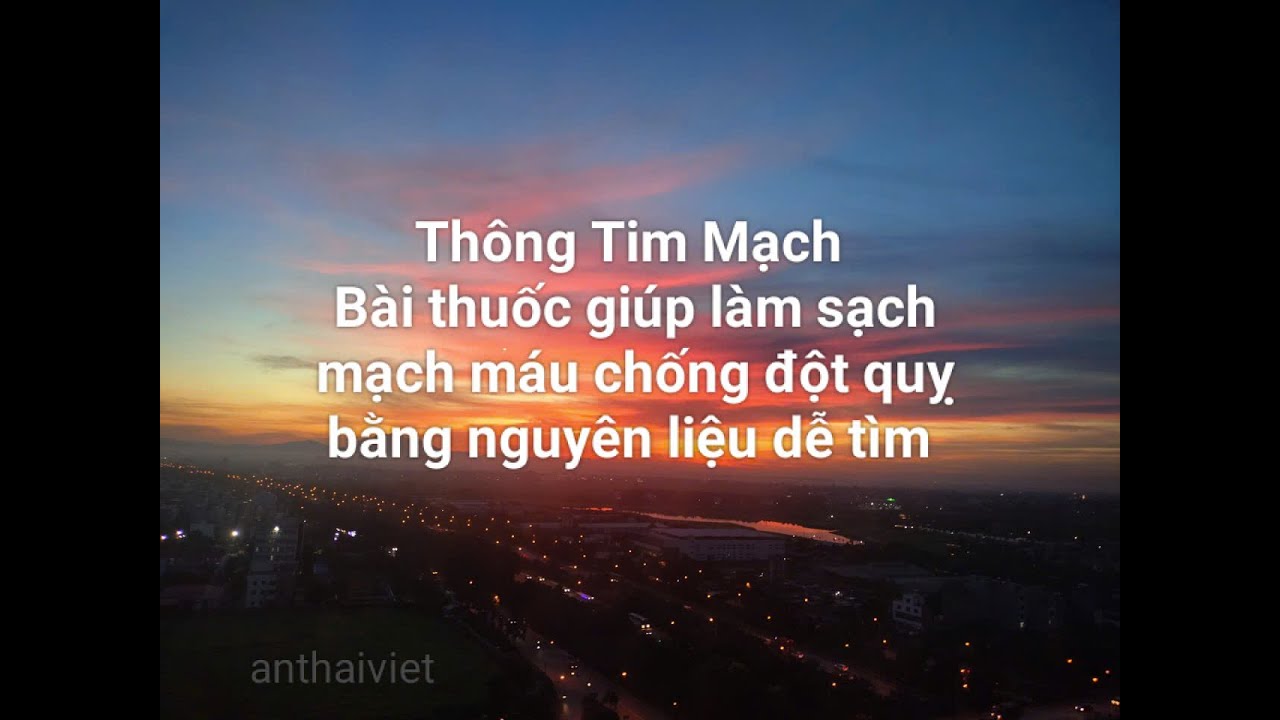 Thông Tim Mạch
Bài thuốc giúp làm sạch
mạch máu chống đột quỵ
bằng nguyên liệu dễ tìm
anthaiviet